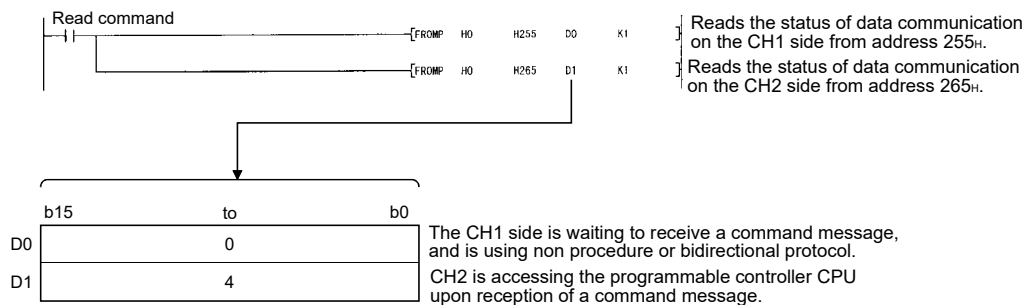 Read command
[FROMP H0 H255 D0 K1 ]
Reads the status of data communication
on the CH1 side from address 255H.
[FROMP H0 H265 D1 K1 ]
Reads the status of data communication
on the CH2 side from address 265H.
b15 to b0
D0 0
The CH1 side is waiting to receive a command message,
and is using non procedure or bidirectional protocol.
D1 4
CH2 is accessing the programmable controller CPU
upon reception of a command message.